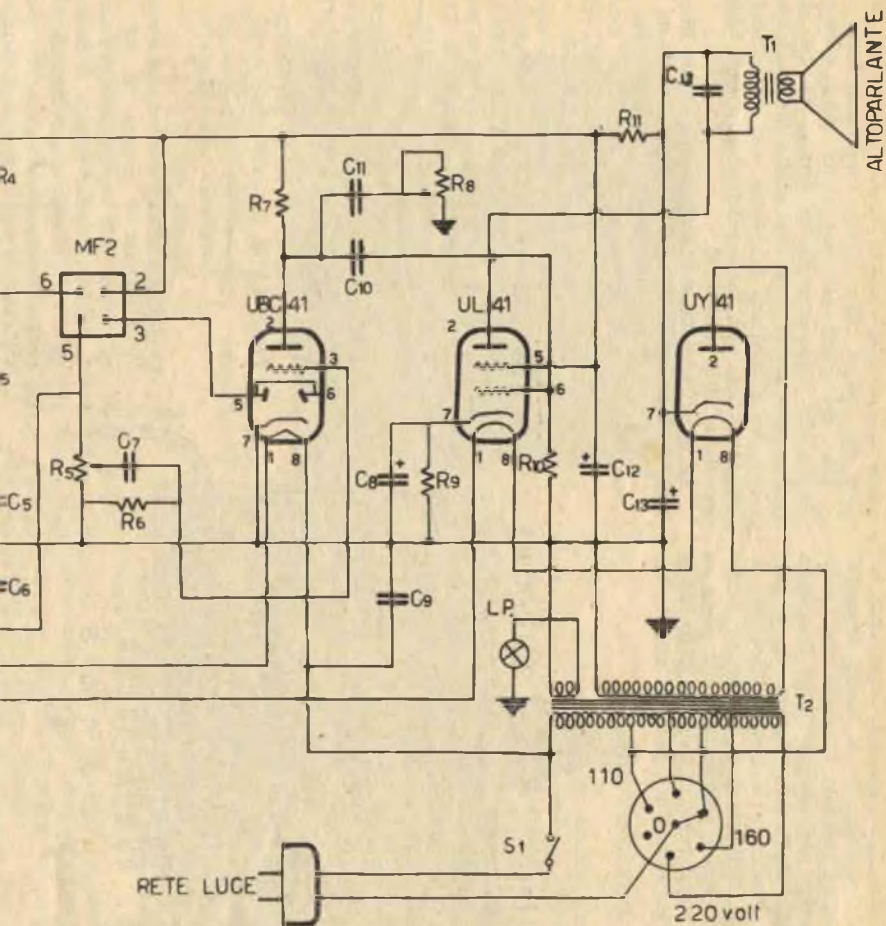 ALTOPARLANTE
T1
C13
R11
R4
C11
R8
R7
MF2
C10
6
2
UBC 41
UL 41
UY 41
2
2
3
5
2
3
5
5
6
6
5
7
7
7
C7
1
8
1
8
1
8
R5
C8
R9
R10
C12
C5
R6
C13
C6
C9
L.P.
T2
110
O
160
S1
RETE LUCE
220 volt